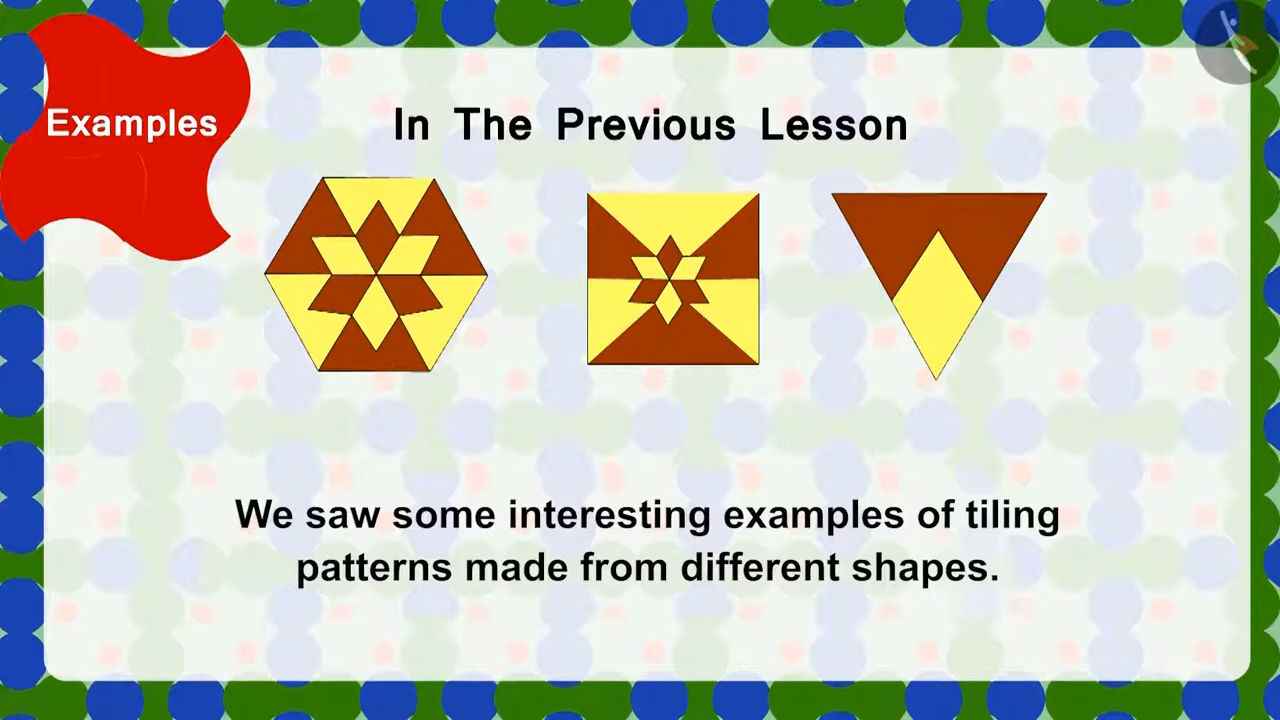 Examples
In The Previous Lesson
We saw some interesting examples of tiling
patterns made from different shapes.